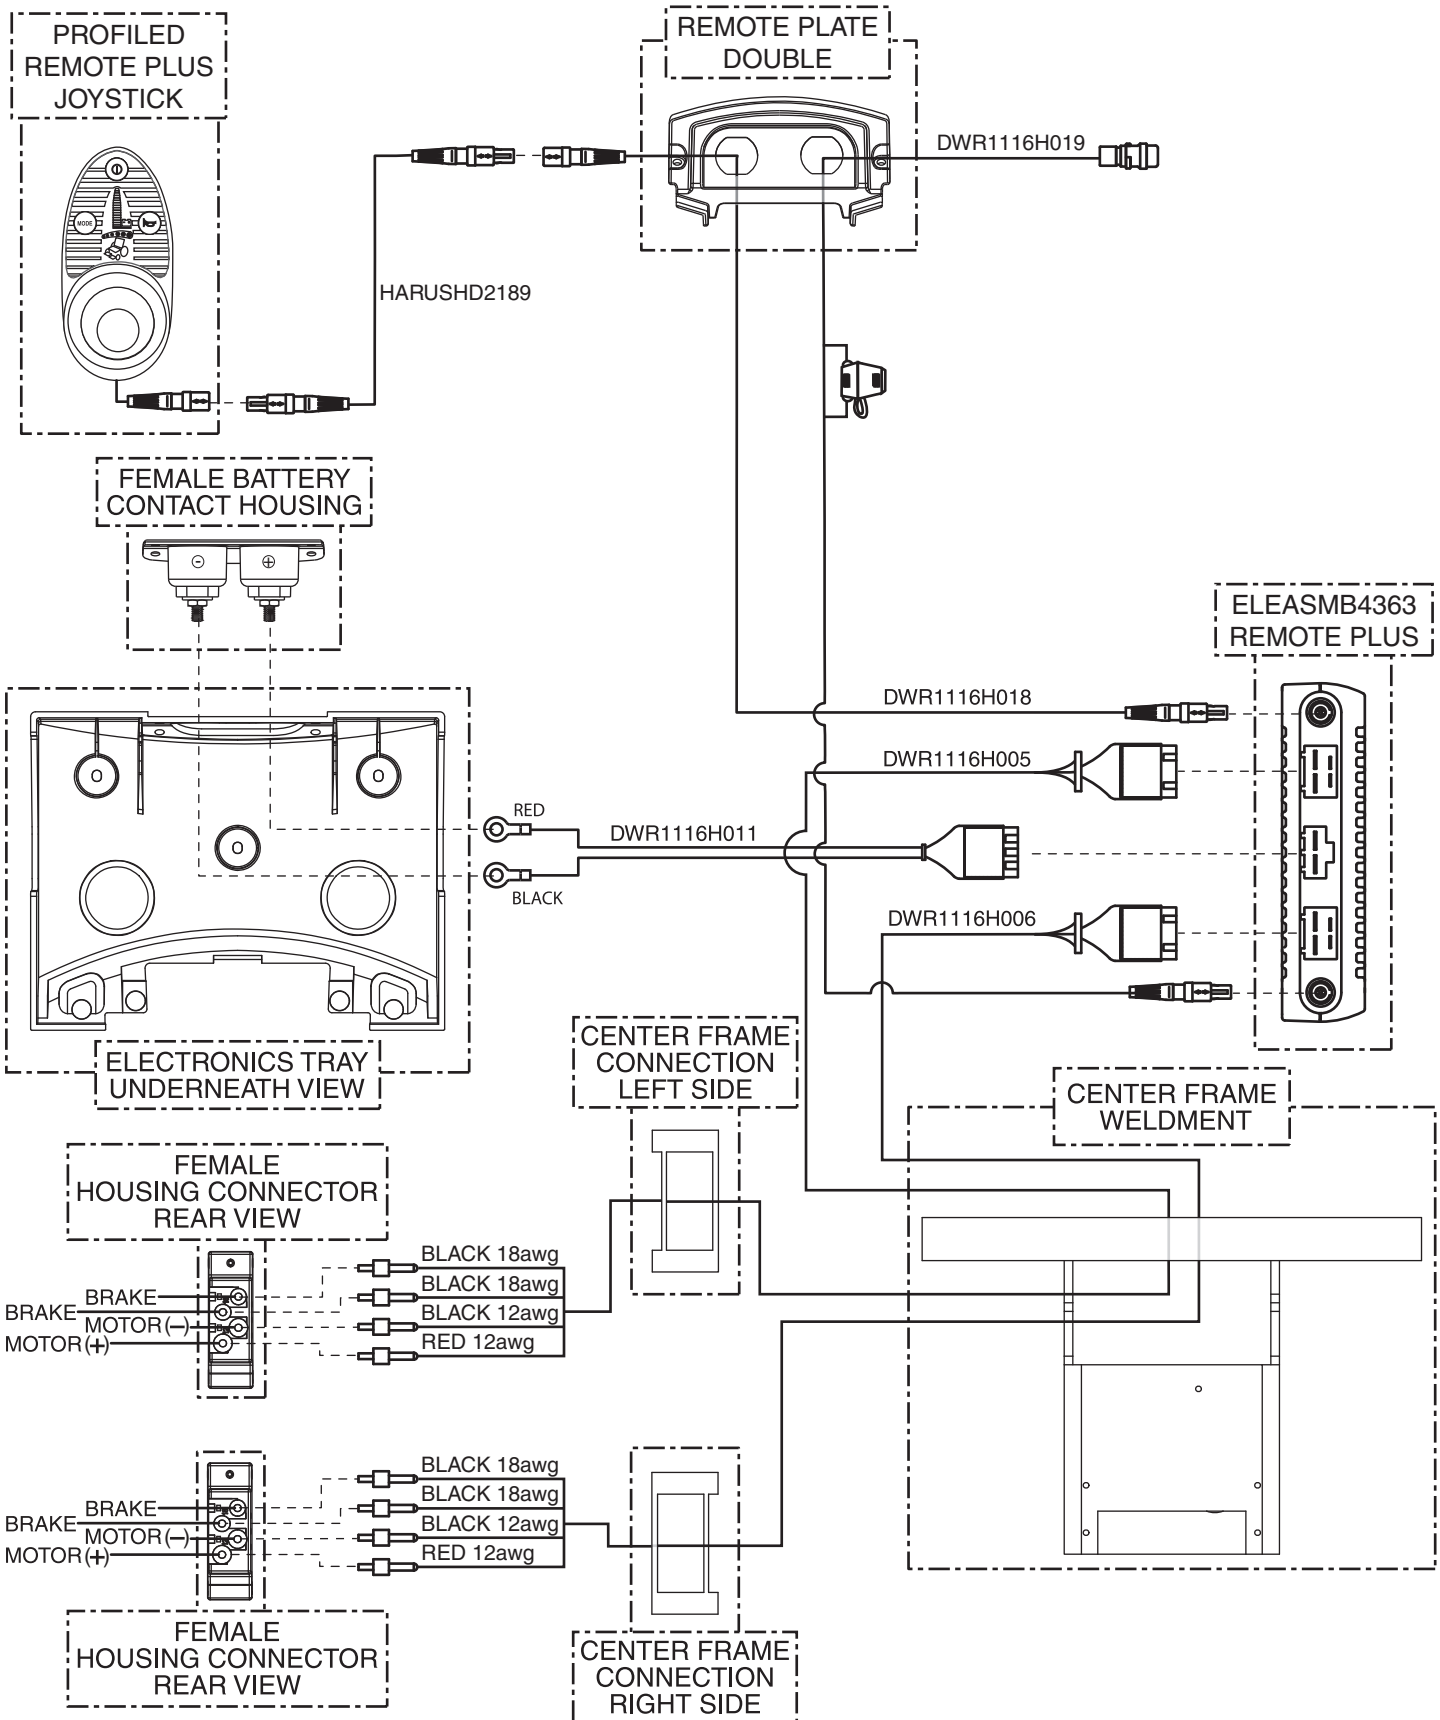 PROFILED
REMOTE PLUS
JOYSTICK
REMOTE PLATE
DOUBLE
DWR1116H019
MODE
HARUSHD2189
FEMALE BATTERY
CONTACT HOUSING
-
+
ELEASMB4363
REMOTE PLUS
DWR1116H018
DWR1116H005
RED
DWR1116H011
BLACK
DWR1116H006
ELECTRONICS TRAY
UNDERNEATH VIEW
CENTER FRAME
CONNECTION
LEFT SIDE
CENTER FRAME
WELDMENT
FEMALE
HOUSING CONNECTOR
REAR VIEW
BLACK 18awg
BLACK 18awg
BLACK 12awg
RED 12awg
BRAKE
BRAKE
MOTOR (-)
MOTOR (+)
BLACK 18awg
BLACK 18awg
BLACK 12awg
RED 12awg
BRAKE
BRAKE
MOTOR (-)
MOTOR (+)
FEMALE
HOUSING CONNECTOR
REAR VIEW
CENTER FRAME
CONNECTION
RIGHT SIDE